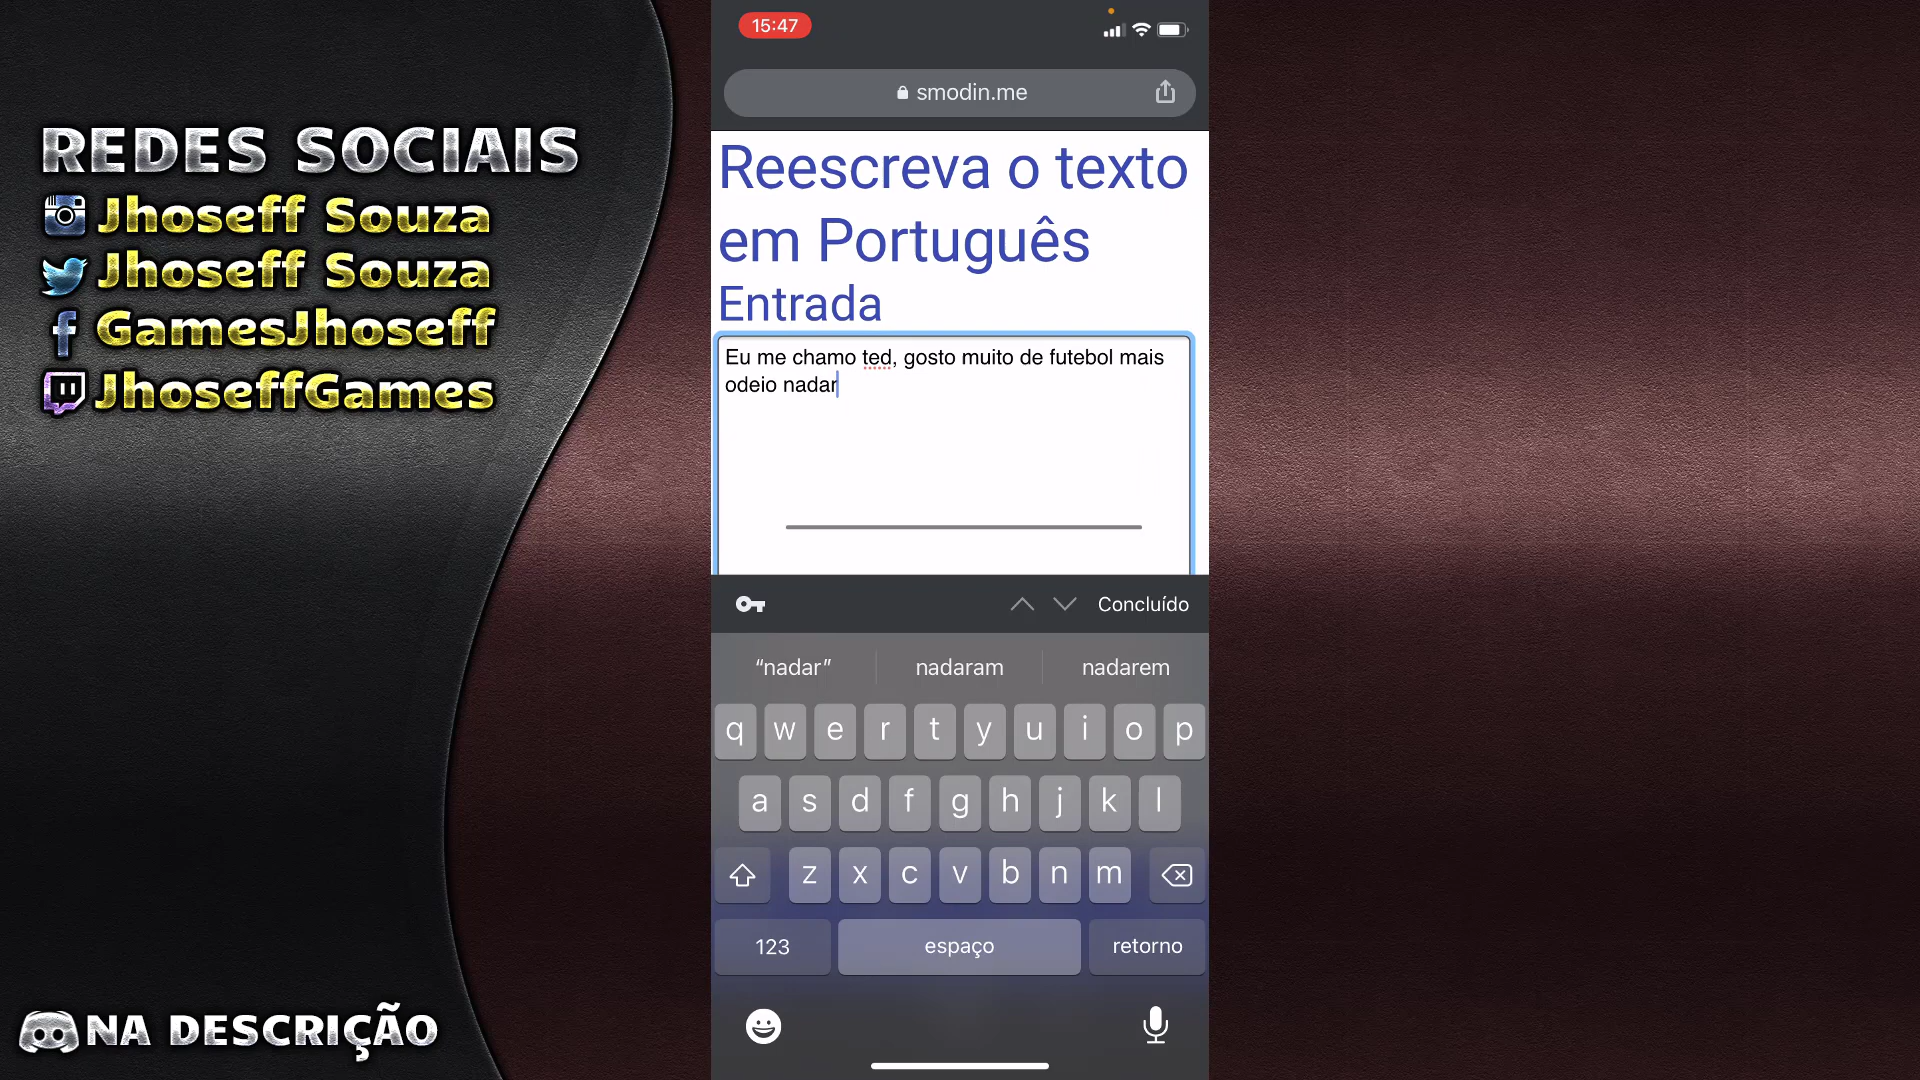 REDES SOCIAIS
Jhoseff Souza
Jhoseff Souza
GamesJhoseff
JhoseffGames
NA DESCRIÇÃO
15:47
smodin.me
Reescreva o texto
em Português
Entrada
Eu me chamo ted, gosto muito de futebol mais
odeio nadar
Concluído
“nadar” nadaram nadarem
q w e r t y u i o p
a s d f g h j k l
z x c v b n m
123 espaço retorno